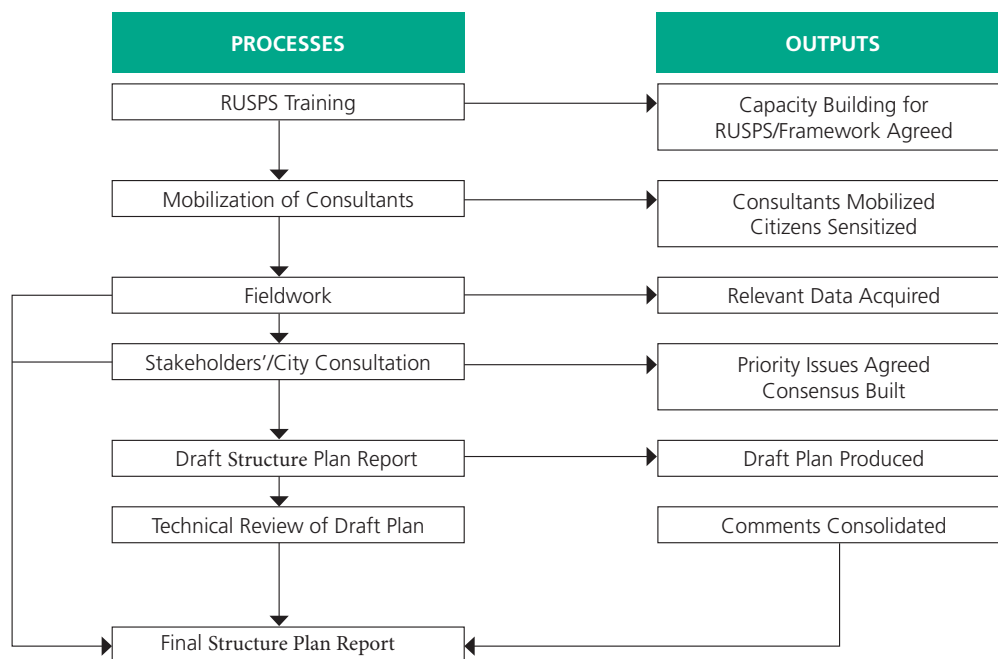 PROCESSES
OUTPUTS
RUSPS Training
Capacity Building for
RUSPS/Framework Agreed
Mobilization of Consultants
Consultants Mobilized
Citizens Sensitized
Fieldwork
Relevant Data Acquired
Stakeholders'/City Consultation
Priority Issues Agreed
Consensus Built
Draft Structure Plan Report
Draft Plan Produced
Technical Review of Draft Plan
Comments Consolidated
Final Structure Plan Report